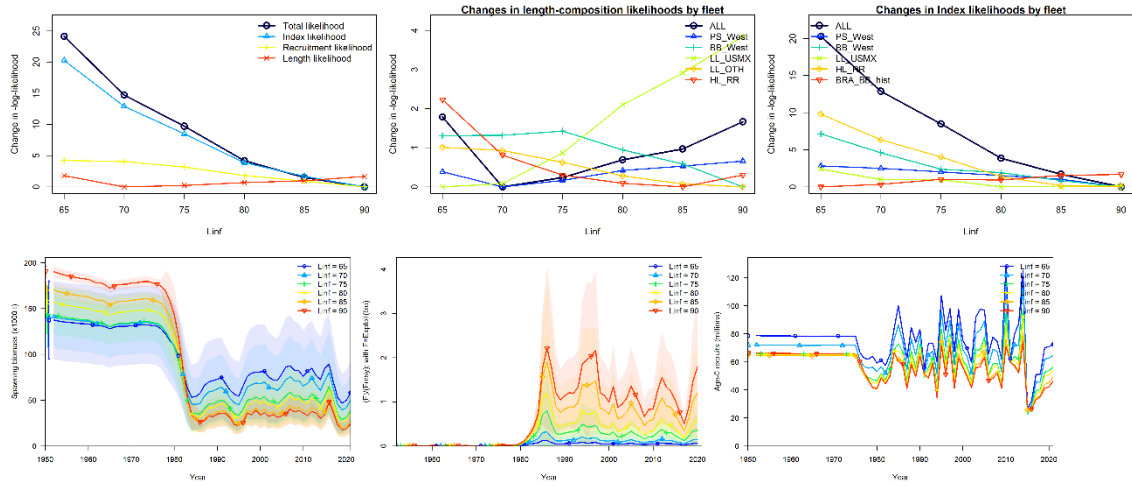 Changes in length-composition likelihoods by fleet
Changes in Index likelihoods by fleet
Total likelihood
Index likelihood
Recruitment likelihood
Length likelihood
Change in -log-likelihood
25
20
15
10
5
0
65
70
75
80
85
90
Linf
ALL
PS_West
BB_West
LL_USMX
LL_OTH
HL_RR
Change in -log-likelihood
4
3
2
1
0
65
70
75
80
85
90
Linf
ALL
PS_West
BB_West
LL_USMX
HL_RR
BRA_BB_hist
Change in -log-likelihood
20
15
10
5
0
65
70
75
80
85
90
Linf
Linf = 65
Linf = 70
Linf = 75
Linf = 80
Linf = 85
Linf = 90
Spawning biomass (x1000 t)
200
150
100
50
0
1950
1960
1970
1980
1990
2000
2010
2020
Year
Linf = 65
Linf = 70
Linf = 75
Linf = 80
Linf = 85
Linf = 90
4
3
2
1
0
1960
1970
1980
1990
2000
2010
2020
Year
Linf = 65
Linf = 70
Linf = 75
Linf = 80
Linf = 85
Linf = 90
Age-0 recruits (millions)
120
100
80
60
40
20
0
1950
1960
1970
1980
1990
2000
2010
2020
Year